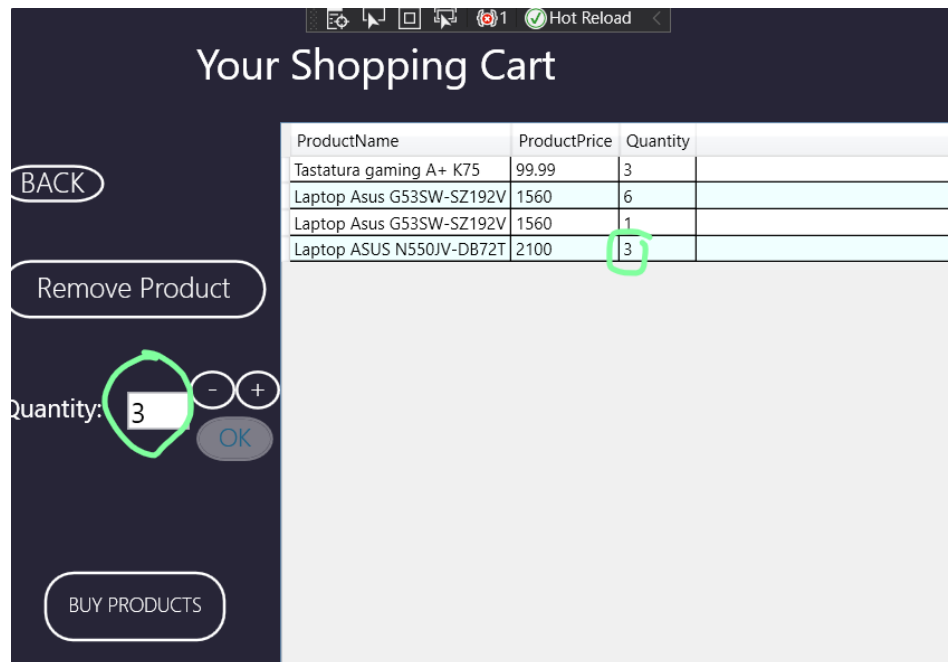 1 Hot Reload
Your Shopping Cart
ProductName ProductPrice Quantity
Tastatura gaming A+ K75 99.99 3
Laptop Asus G53SW-SZ192V 1560 6
Laptop Asus G53SW-SZ192V 1560 1
Laptop ASUS N550JV-DB72T 2100 3
BACK
Remove Product
Quantity: 3 - +
OK
BUY PRODUCTS